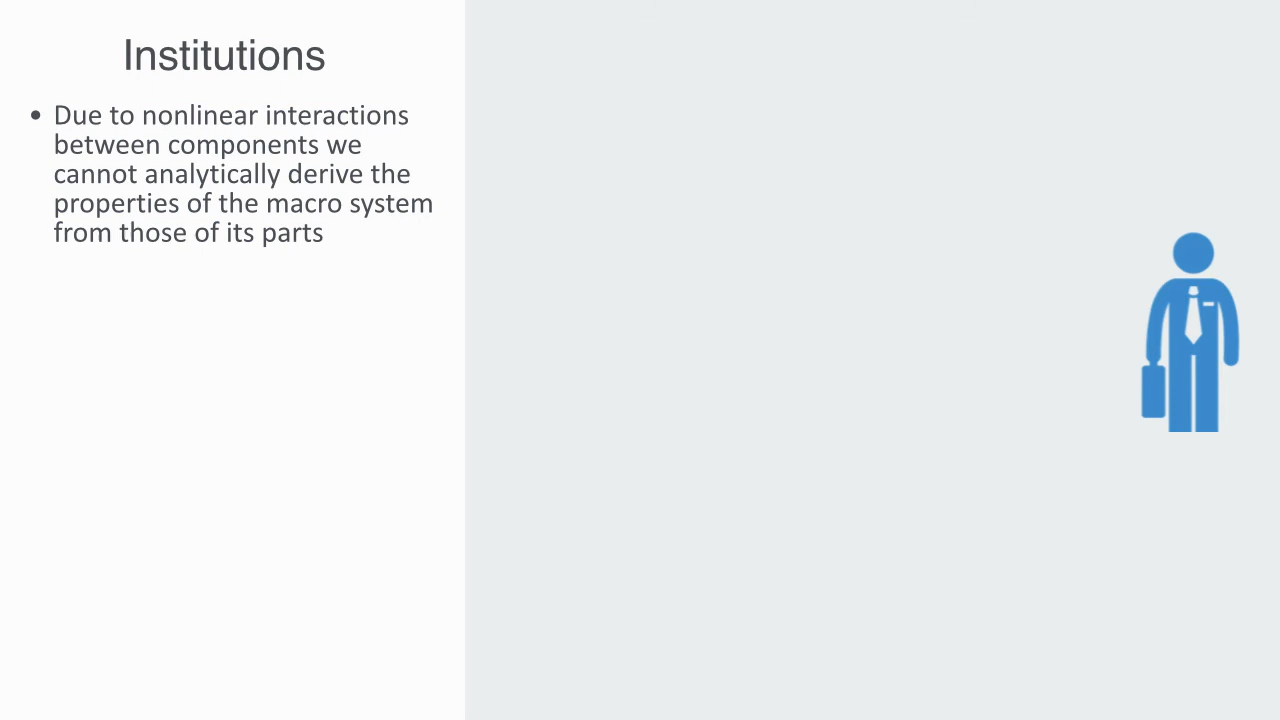 Institutions
• Due to nonlinear interactions
between components we
cannot analytically derive the
properties of the macro system
from those of its parts